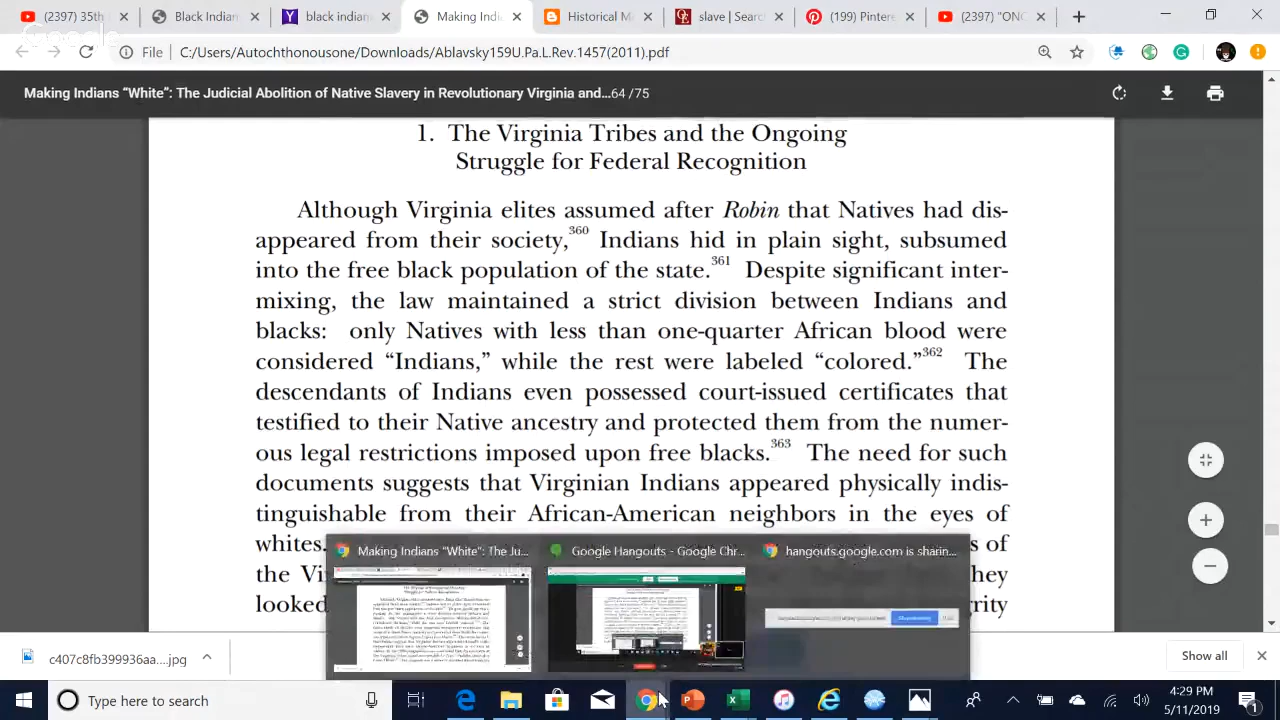 (2397) 35th
Black Indian
black indians
Making India
Historical M
slave | Searc
(199) Pintere
(2397) "ONC
File
C:/Users/Autochthonousone/Downloads/Ablavsky159U.Pa.L.Rev.1457(2011).pdf
Making Indians “White”: The Judicial Abolition of Native Slavery in Revolutionary Virginia and... 64 / 75
1. The Virginia Tribes and the Ongoing
Struggle for Federal Recognition
Although Virginia elites assumed after Robin that Natives had dis-
appeared from their society,360 Indians hid in plain sight, subsumed
into the free black population of the state.361 Despite significant inter-
mixing, the law maintained a strict division between Indians and
blacks: only Natives with less than one-quarter African blood were
considered “Indians,” while the rest were labeled “colored.”362 The
descendants of Indians even possessed court-issued certificates that
testified to their Native ancestry and protected them from the numer-
ous legal restrictions imposed upon free blacks.363 The need for such
documents suggests that Virginian Indians appeared physically indis-
tinguishable from their African-American neighbors in the eyes of
whites.
s of
the Vi
hey
looked
grity
Making Indians "White": The Ju...
Google Hangouts - Google Chr...
hangouts.google.com is sharin...
Show all
Type here to search
4:29 PM
5/11/2019
1